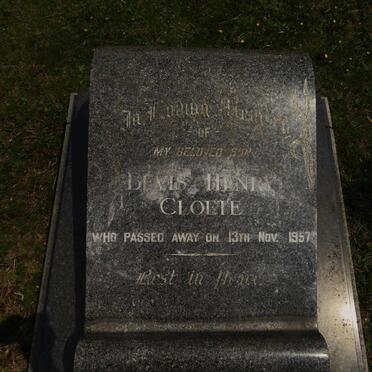 In Loving Memory
OF
MY BELOVED SON
HENRY
CLOETE
WHO PASSED AWAY ON 13TH NOV. 1957
Rest in Peace